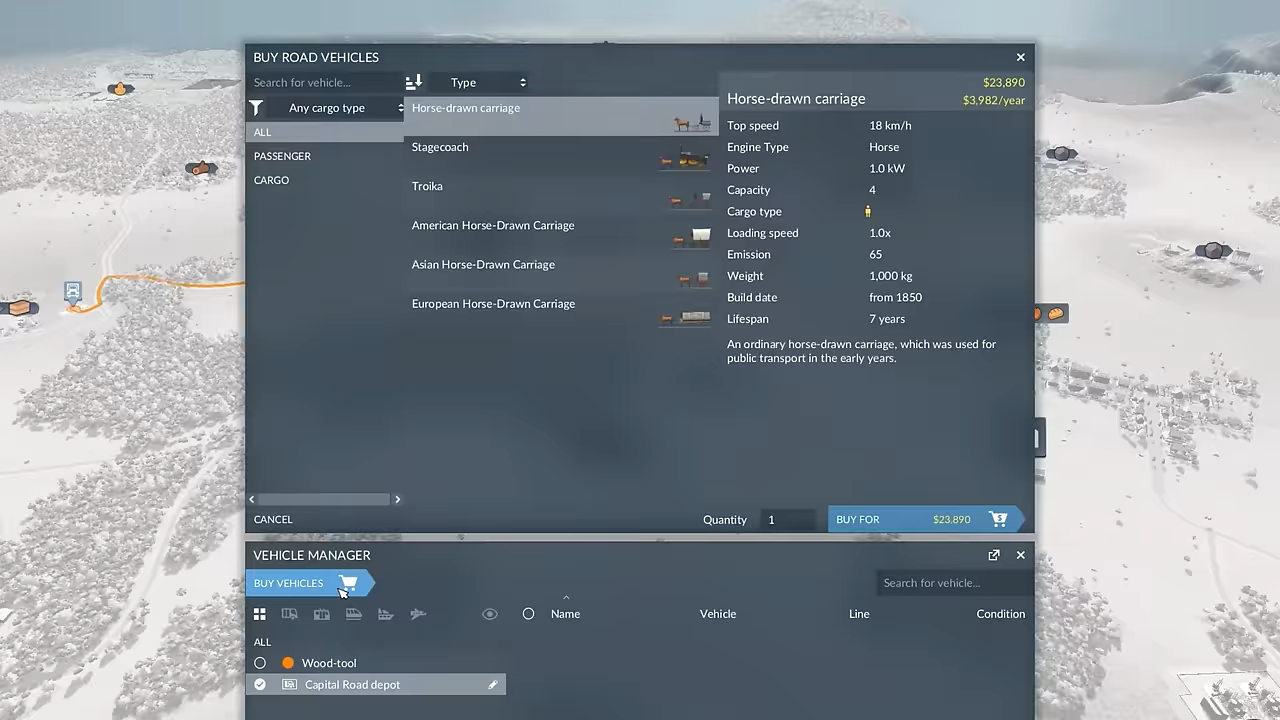 BUY ROAD VEHICLES
Search for vehicle...
Type
Any cargo type
ALL
PASSENGER
CARGO
Horse-drawn carriage
Stagecoach
Troika
American Horse-Drawn Carriage
Asian Horse-Drawn Carriage
European Horse-Drawn Carriage
$23,890
Horse-drawn carriage $3,982/year
Top speed 18 km/h
Engine Type Horse
Power 1.0 kW
Capacity 4
Cargo type
Loading speed 1.0x
Emission 65
Weight 1,000 kg
Build date from 1850
Lifespan 7 years
An ordinary horse-drawn carriage, which was used for
public transport in the early years.
CANCEL
Quantity 1
BUY FOR $23,890
VEHICLE MANAGER
BUY VEHICLES
Search for vehicle...
Name Vehicle Line Condition
ALL
Wood-tool
Capital Road depot